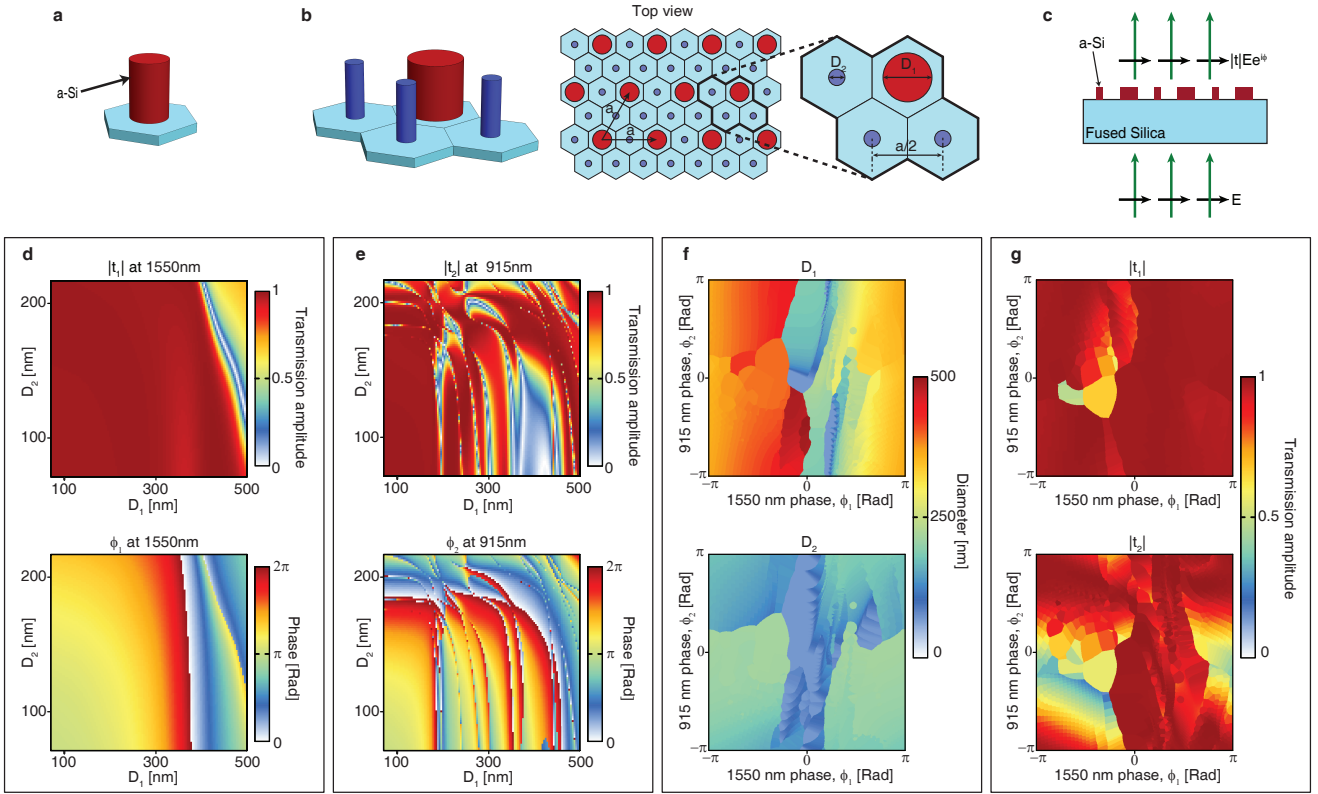 a
b
Top view
c
a-Si
a
a
D₂
D₁
a/2
a-Si
|t|Ee^iϕ
Fused Silica
E
d
|t₁| at 1550nm
200
100
D₂ [nm]
100 300 500
D₁ [nm]
1
0.5
0
Transmission amplitude
ϕ₁ at 1550nm
200
100
D₂ [nm]
100 300 500
D₁ [nm]
2π
π
0
Phase [Rad]
e
|t₂| at 915nm
200
100
D₂ [nm]
100 300 500
D₁ [nm]
1
0.5
0
Transmission amplitude
ϕ₂ at 915nm
200
100
D₂ [nm]
100 300 500
D₁ [nm]
2π
π
0
Phase [Rad]
f
D₁
π
0
−π
915 nm phase, ϕ₂ [Rad]
−π 0 π
1550 nm phase, ϕ₁ [Rad]
D₂
π
0
−π
915 nm phase, ϕ₂ [Rad]
−π 0 π
1550 nm phase, ϕ₁ [Rad]
500
250
0
Diameter [nm]
g
|t₁|
π
0
−π
915 nm phase, ϕ₂ [Rad]
−π 0 π
1550 nm phase, ϕ₁ [Rad]
|t₂|
π
0
−π
915 nm phase, ϕ₂ [Rad]
−π 0 π
1550 nm phase, ϕ₁ [Rad]
1
0.5
0
Transmission amplitude